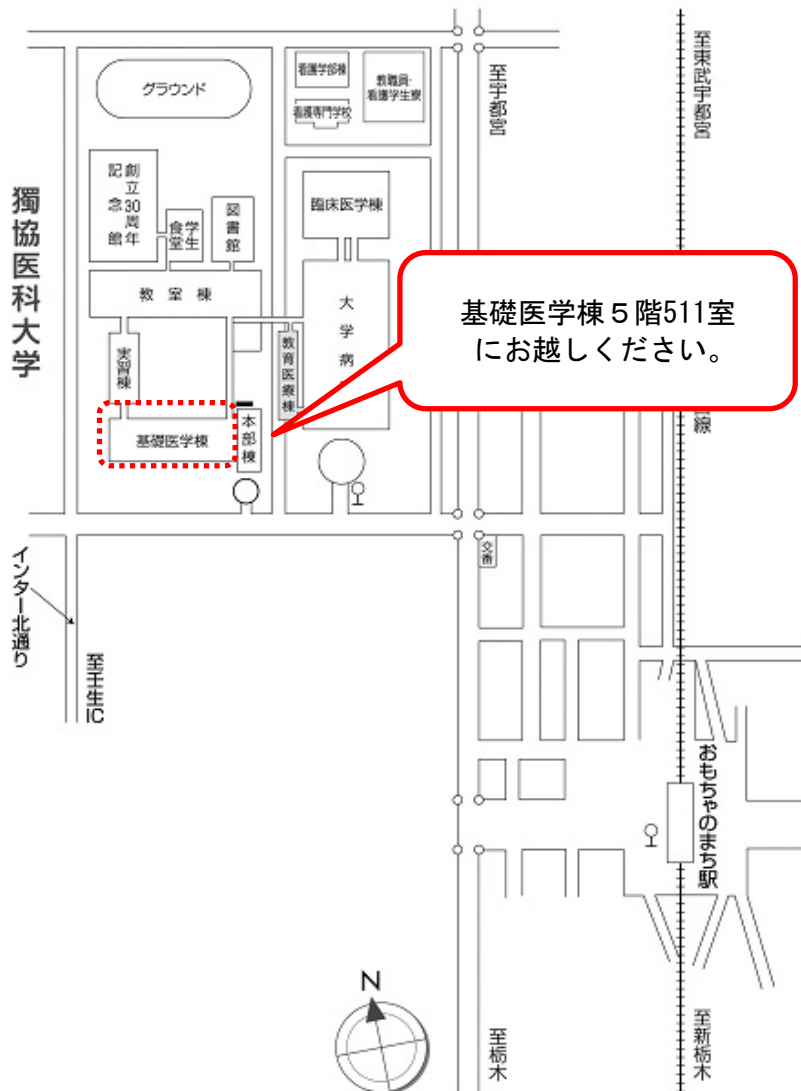 グラウンド
看護学部棟
看護専門学校
教職員・
看護学生寮
至宇都宮
至東武宇都宮
獨協医科大学
創立30周年
記念館
学生
食堂
図書館
臨床医学棟
教室棟
大学病
実習棟
教育医療棟
基礎医学棟
本部棟
基礎医学棟5階511室
にお越しください。
線
交番
インター北通り
至壬生IC
おもちゃのまち駅
N
至栃木
至新栃木